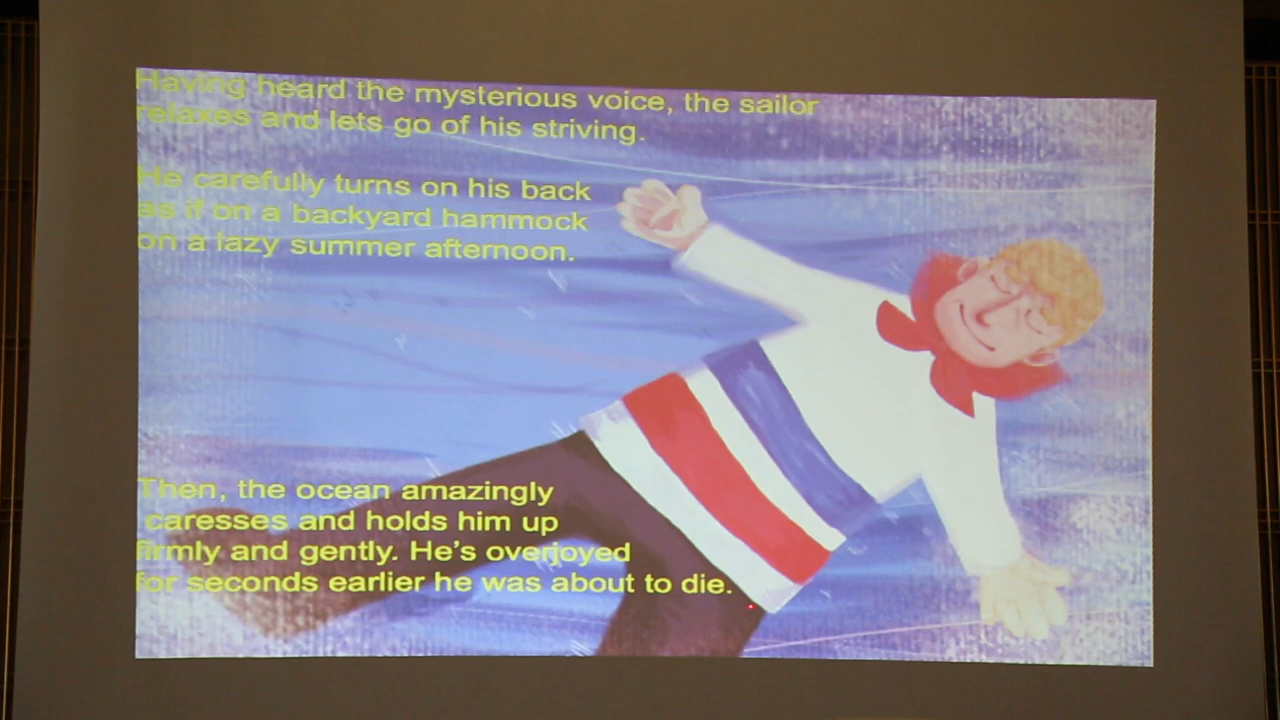 Having heard the mysterious voice, the sailor
relaxes and lets go of his striving.
He carefully turns on his back
as if on a backyard hammock
on a lazy summer afternoon.
Then, the ocean amazingly
caresses and holds him up
firmly and gently. He's overjoyed
for seconds earlier he was about to die.